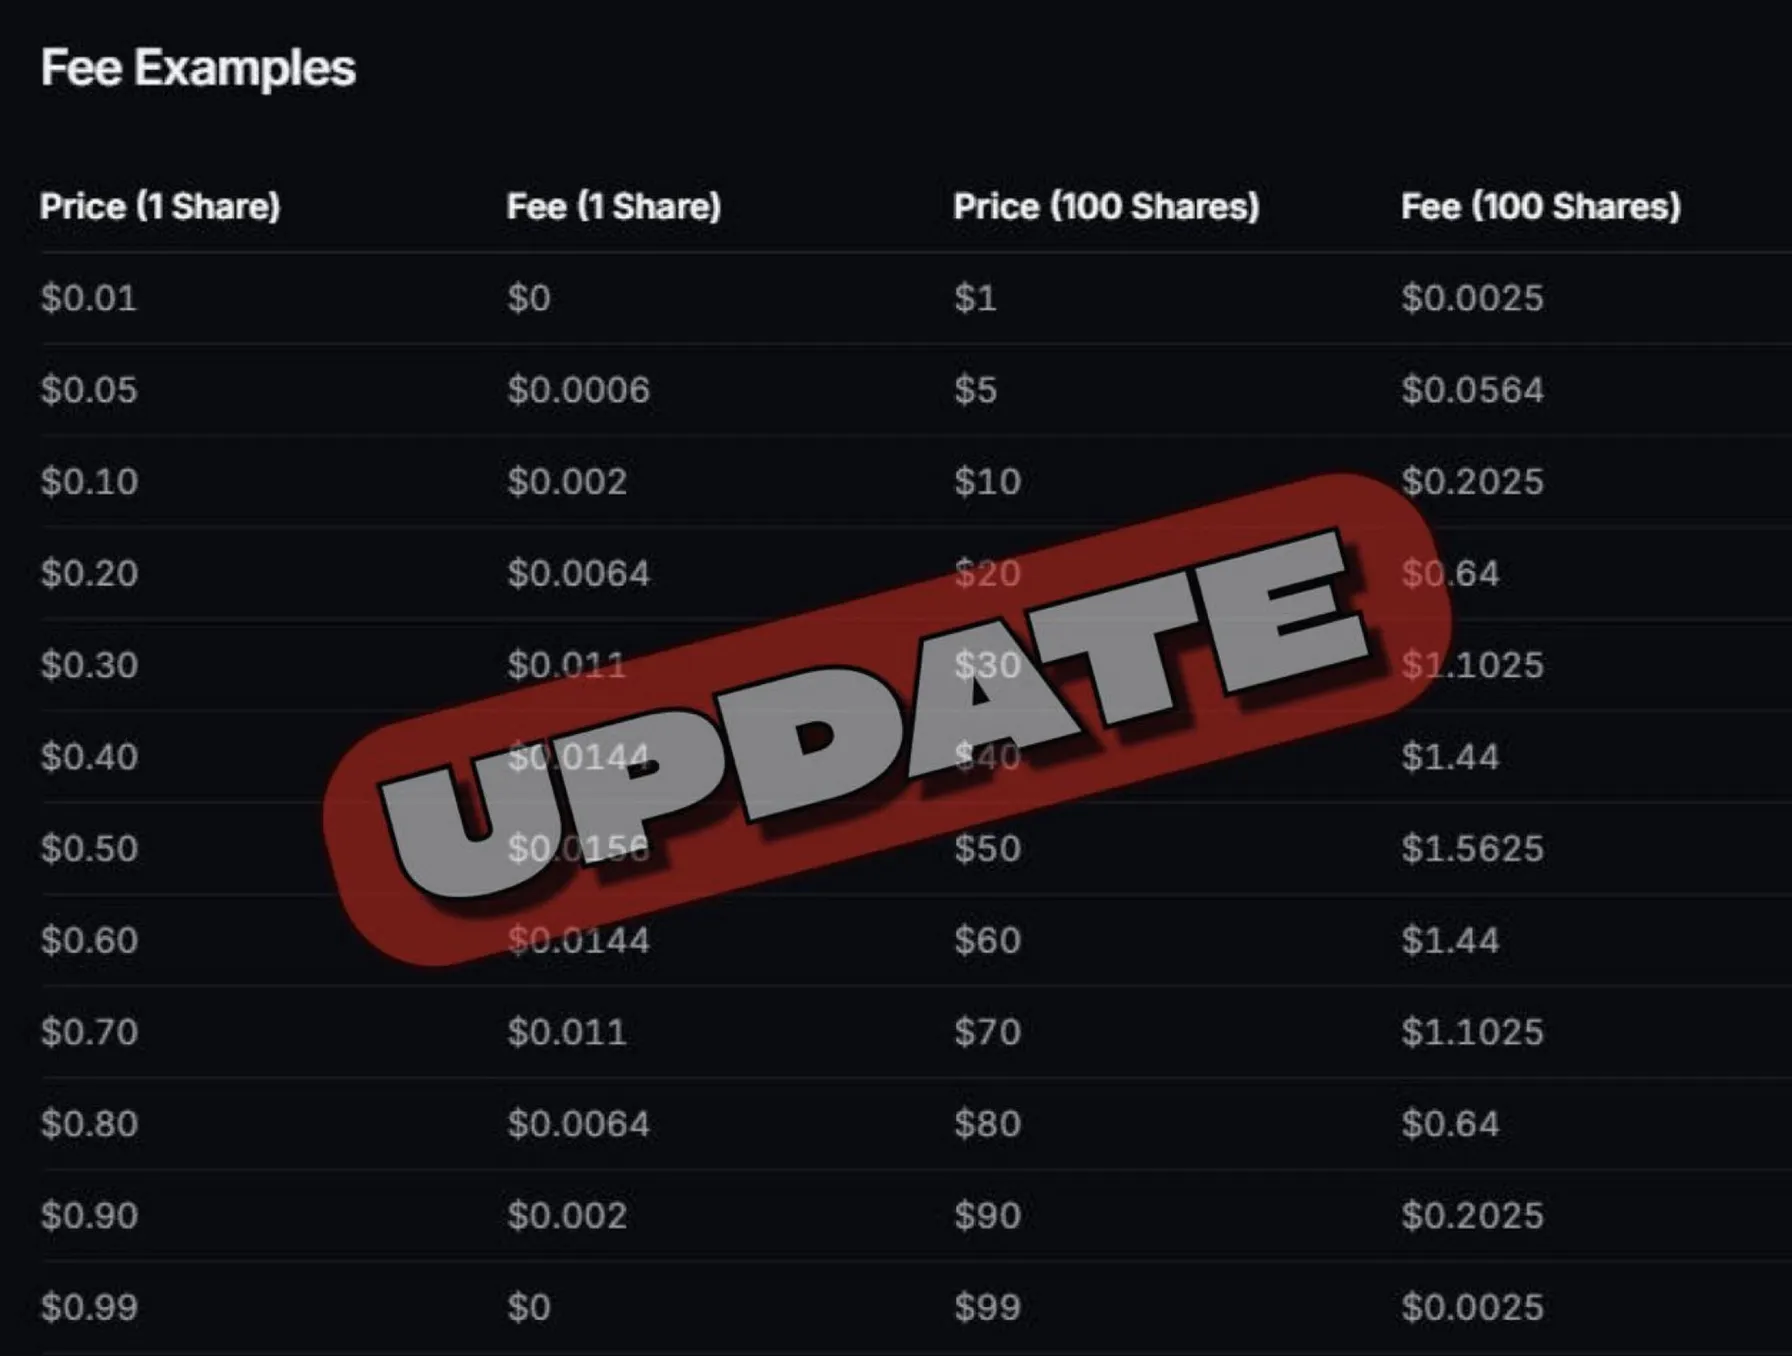 Fee Examples
Price (1 Share) Fee (1 Share) Price (100 Shares) Fee (100 Shares)
$0.01 $0 $1 $0.0025
$0.05 $0.0006 $5 $0.0564
$0.10 $0.002 $10 $0.2025
$0.20 $0.0064 $20 $0.64
$0.30 $0.011 $30 $1.1025
$0.40 $0.0144 $40 $1.44
$0.50 $0.0156 $50 $1.5625
$0.60 $0.0144 $60 $1.44
$0.70 $0.011 $70 $1.1025
$0.80 $0.0064 $80 $0.64
$0.90 $0.002 $90 $0.2025
$0.99 $0 $99 $0.0025
UPDATE